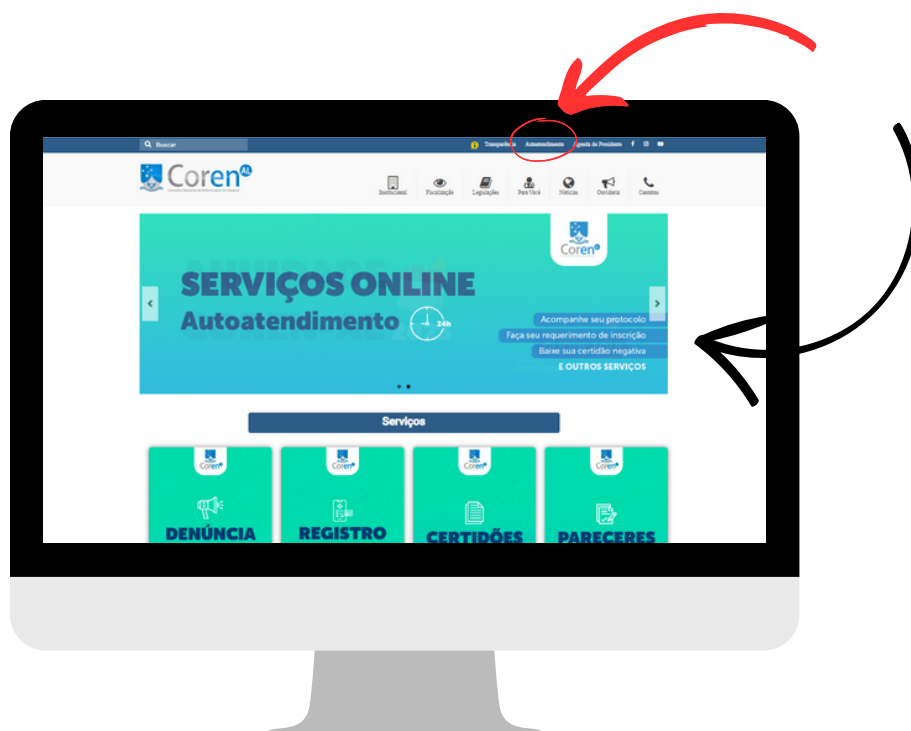 Buscar
Transparência Autoatendimento Agenda da Presidente
Coren AL
Institucional Fiscalização Legislações Para Você Notícias Ouvidoria Contatos
Coren
SERVIÇOS ONLINE
Autoatendimento 24h
Acompanhe seu protocolo
Faça seu requerimento de inscrição
Baixe sua certidão negativa
E OUTROS SERVIÇOS
Serviços
Coren Coren Coren Coren
DENÚNCIA REGISTRO CERTIDÕES PARECERES